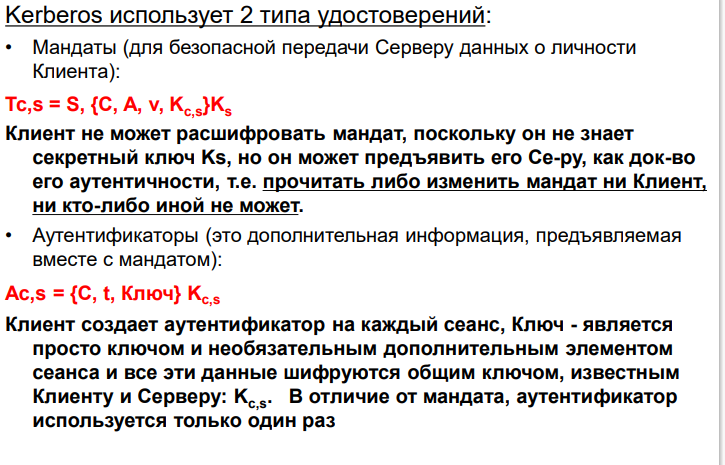 Kerberos использует 2 типа удостоверений:
• Мандаты (для безопасной передачи Серверу данных о личности
Клиента):
Tc,s = S, {C, A, v, Kc,s}Ks
Клиент не может расшифровать мандат, поскольку он не знает
секретный ключ Ks, но он может предъявить его Се-ру, как док-во
его аутентичности, т.е. прочитать либо изменить мандат ни Клиент,
ни кто-либо иной не может.
• Аутентификаторы (это дополнительная информация, предъявляемая
вместе с мандатом):
Ac,s = {C, t, Ключ} Kc,s
Клиент создает аутентификатор на каждый сеанс, Ключ - является
просто ключом и необязательным дополнительным элементом
сеанса и все эти данные шифруются общим ключом, известным
Клиенту и Серверу: Kc,s. В отличие от мандата, аутентификатор
используется только один раз